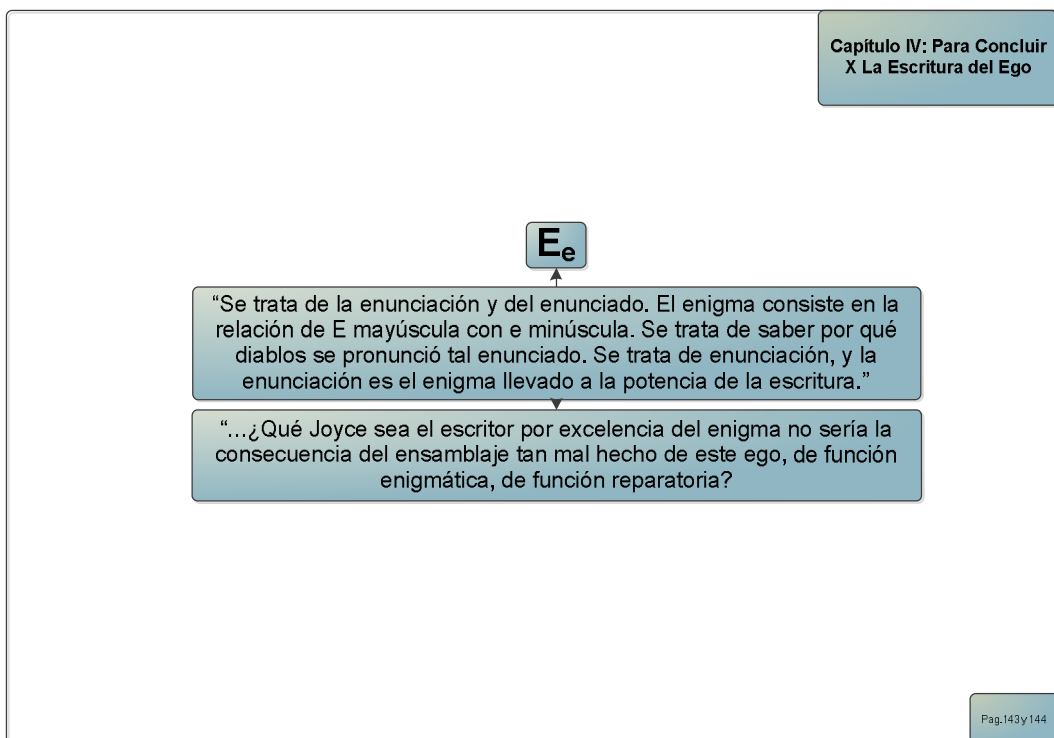 Capítulo IV: Para Concluir
X La Escritura del Ego
Ee
“Se trata de la enunciación y del enunciado. El enigma consiste en la
relación de E mayúscula con e minúscula. Se trata de saber por qué
diablos se pronunció tal enunciado. Se trata de enunciación, y la
enunciación es el enigma llevado a la potencia de la escritura.”
“…¿Qué Joyce sea el escritor por excelencia del enigma no sería la
consecuencia del ensamblaje tan mal hecho de este ego, de función
enigmática, de función reparatoria?
Pag.143y144